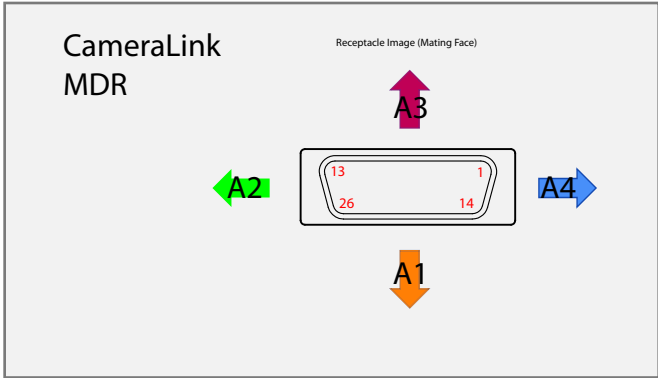 CameraLink
MDR
Receptacle Image (Mating Face)
A3
13 1
A2
A4
26 14
A1